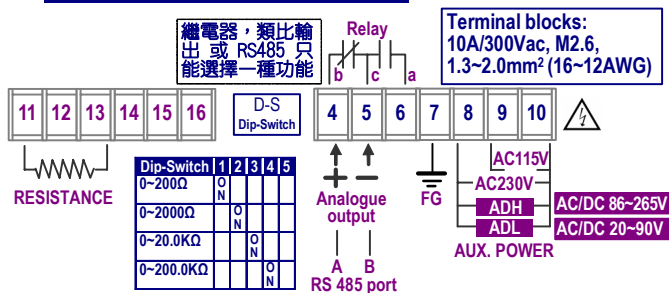 繼電器，類比輸
出 或 RS485 只
能選擇一種功能
Relay
b c a
Terminal blocks:
10A/300Vac, M2.6,
1.3~2.0mm² (16~12AWG)
11 12 13 14 15 16
D-S
Dip-Switch
4 5 6 7 8 9 10
RESISTANCE
Dip-Switch 1 2 3 4 5
0~200Ω ON
0~2000Ω ON
0~20.0KΩ ON
0~200.0KΩ ON
+
Analogue
output
A B
RS 485 port
FG
AC115V
AC230V
ADH AC/DC 86~265V
ADL AC/DC 20~90V
AUX. POWER